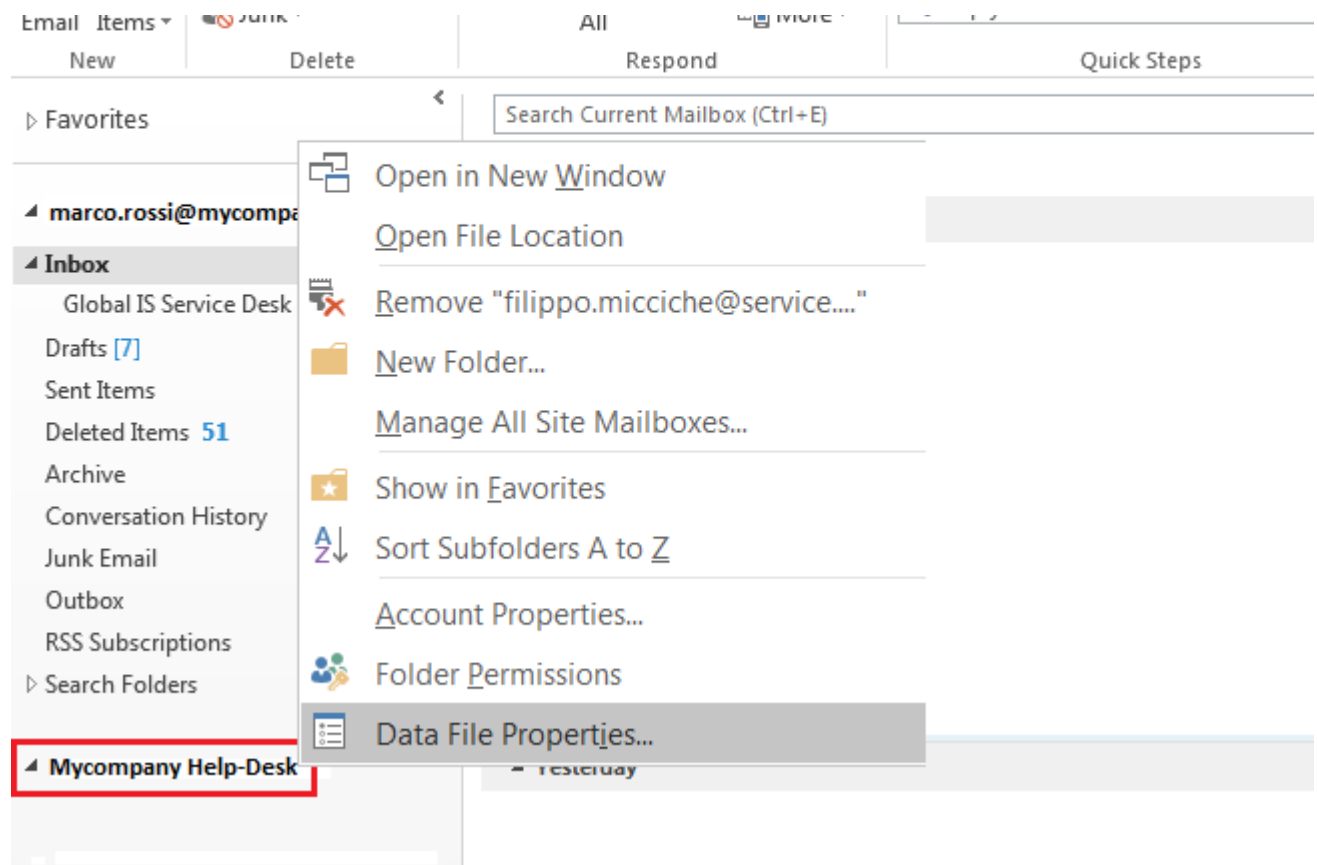 Email Items
Junk
All
More
New
Delete
Respond
Quick Steps
Favorites
Search Current Mailbox (Ctrl+E)
marco.rossi@mycompa
Inbox
Global IS Service Desk
Drafts [7]
Sent Items
Deleted Items 51
Archive
Conversation History
Junk Email
Outbox
RSS Subscriptions
Search Folders
Mycompany Help-Desk
Open in New Window
Open File Location
Remove "filippo.micciche@service...."
New Folder...
Manage All Site Mailboxes...
Show in Favorites
Sort Subfolders A to Z
Account Properties...
Folder Permissions
Data File Properties...
Yesterday